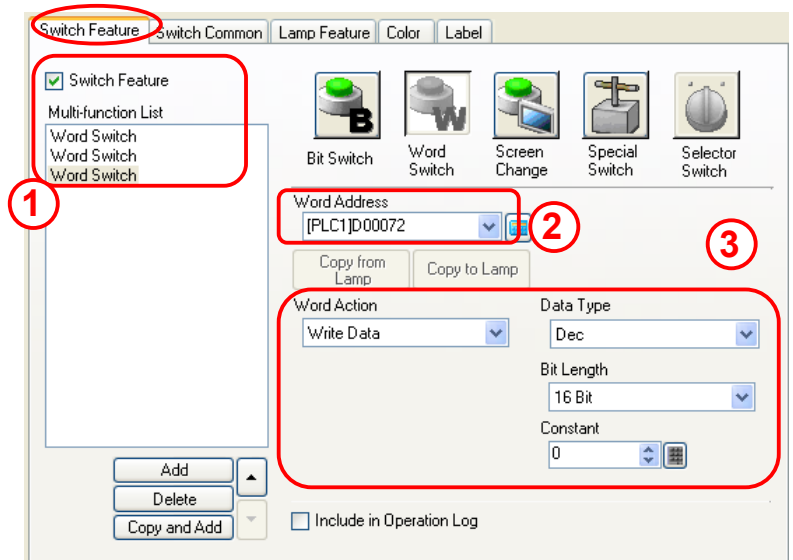 Switch Feature Switch Common Lamp Feature Color Label
Switch Feature
Multi-function List
Word Switch
Word Switch
Word Switch
1
B
W
Bit Switch
Word
Switch
Screen
Change
Special
Switch
Selector
Switch
Word Address
[PLC1]D00072
2
3
Copy from
Lamp
Copy to Lamp
Word Action
Write Data
Data Type
Dec
Bit Length
16 Bit
Constant
0
Add
Delete
Copy and Add
Include in Operation Log